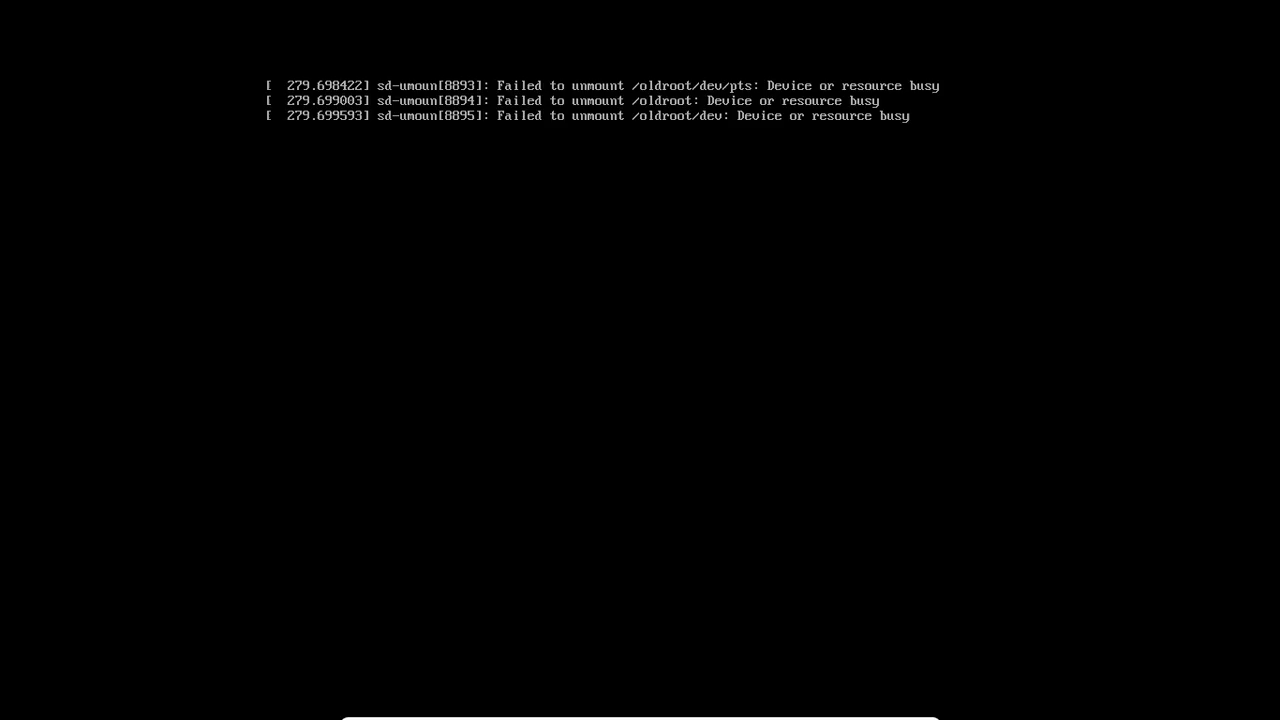 [  279.698422] sd-umoun[8893]: Failed to unmount /oldroot/dev/pts: Device or resource busy
[  279.699003] sd-umoun[8894]: Failed to unmount /oldroot: Device or resource busy
[  279.699593] sd-umoun[8895]: Failed to unmount /oldroot/dev: Device or resource busy